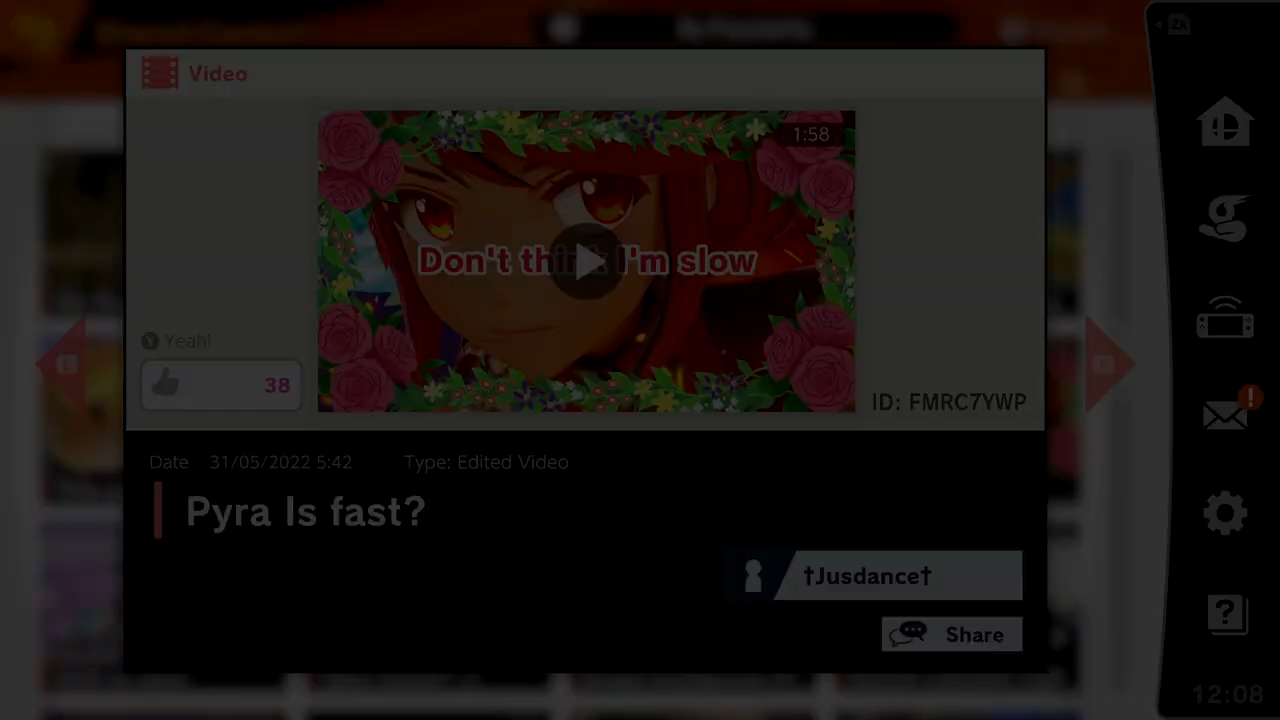 Video
1:58
Don't think I'm slow
Y Yeah!
38
ID: FMRC7YWP
Date 31/05/2022 5:42 Type: Edited Video
Pyra Is fast?
†Jusdance†
Share
L
R
ZR
!
?
12:08